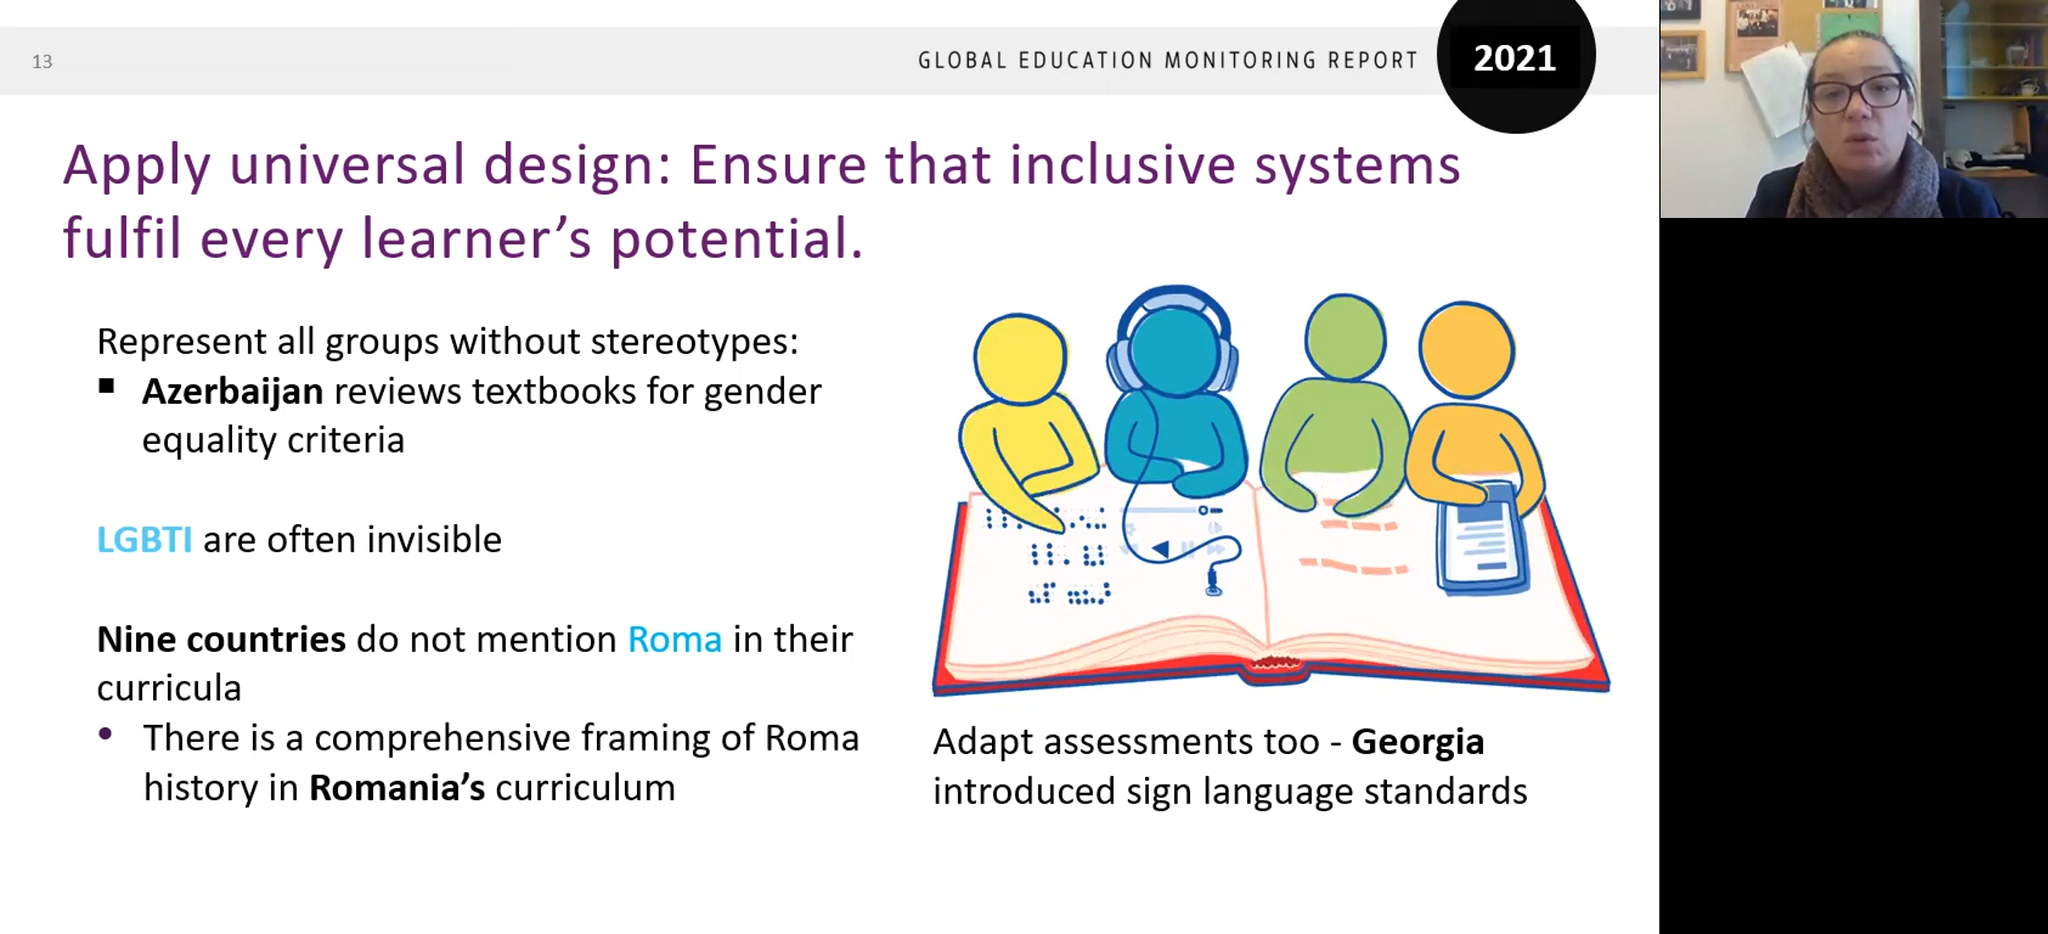 13
GLOBAL EDUCATION MONITORING REPORT
2021
Apply universal design: Ensure that inclusive systems
fulfil every learner’s potential.
Represent all groups without stereotypes:
▪ Azerbaijan reviews textbooks for gender
equality criteria
LGBTI are often invisible
Nine countries do not mention Roma in their
curricula
• There is a comprehensive framing of Roma
history in Romania’s curriculum
Adapt assessments too - Georgia
introduced sign language standards